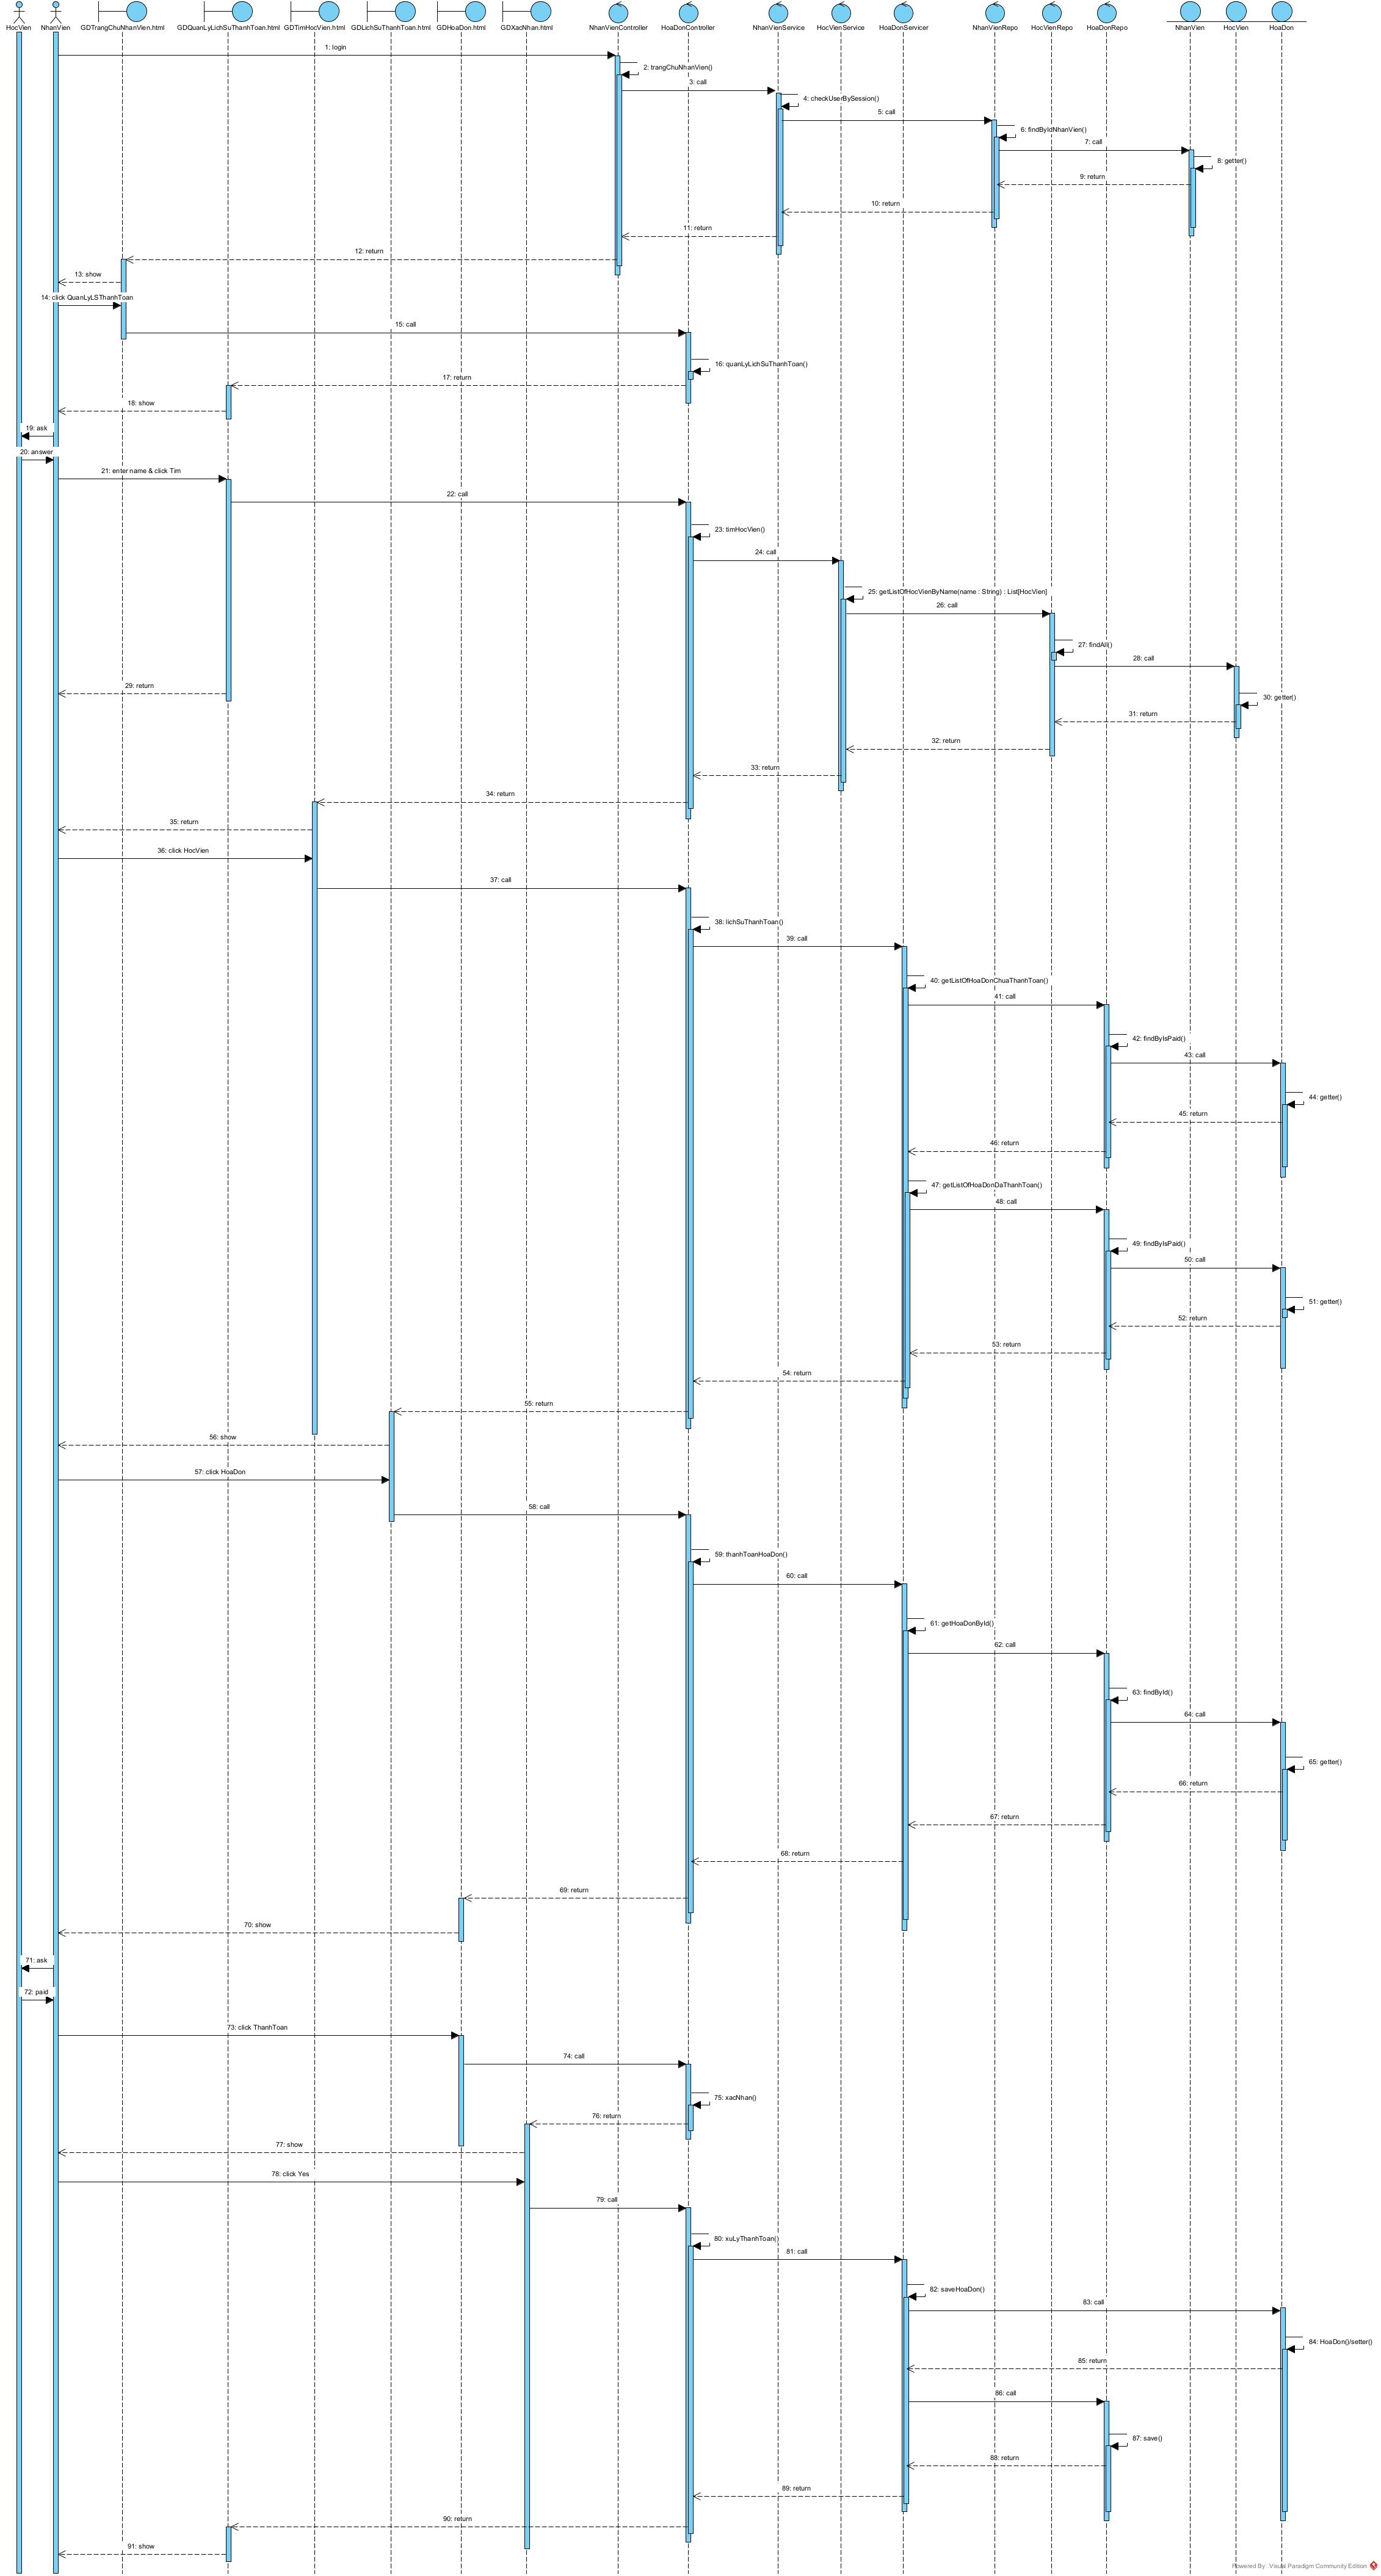 HocVien
NhanVien
GDTrangChuNhanVien.html
GDQuanLyLichSuThanhToan.html
GDTimHocVien.html
GDLichSuThanhToan.html
GDHoaDon.html
GDXacNhan.html
NhanVienController
HoaDonController
NhanVienService
HocVienService
HoaDonServicer
NhanVienRepo
HocVienRepo
HoaDonRepo
NhanVien
HocVien
HoaDon
1: login
2: trangChuNhanVien()
3: call
4: checkUserBySession()
5: call
6: findByIdNhanVien()
7: call
8: getter()
9: return
10: return
11: return
12: return
13: show
14: click QuanLyLSThanhToan
15: call
16: quanLyLichSuThanhToan()
17: return
18: show
19: ask
20: answer
21: enter name & click Tim
22: call
23: timHocVien()
24: call
25: getListOfHocVienByName(name : String) : List[HocVien]
26: call
27: findAll()
28: call
29: return
30: getter()
31: return
32: return
33: return
34: return
35: return
36: click HocVien
37: call
38: lichSuThanhToan()
39: call
40: getListOfHoaDonChuaThanhToan()
41: call
42: findByIsPaid()
43: call
44: getter()
45: return
46: return
47: getListOfHoaDonDaThanhToan()
48: call
49: findByIsPaid()
50: call
51: getter()
52: return
53: return
54: return
55: return
56: show
57: click HoaDon
58: call
59: thanhToanHoaDon()
60: call
61: getHoaDonById()
62: call
63: findById()
64: call
65: getter()
66: return
67: return
68: return
69: return
70: show
71: ask
72: paid
73: click ThanhToan
74: call
75: xacNhan()
76: return
77: show
78: click Yes
79: call
80: xuLyThanhToan()
81: call
82: saveHoaDon()
83: call
84: HoaDon()/setter()
85: return
86: call
87: save()
88: return
89: return
90: return
91: show
Powered By: Visual Paradigm Community Edition